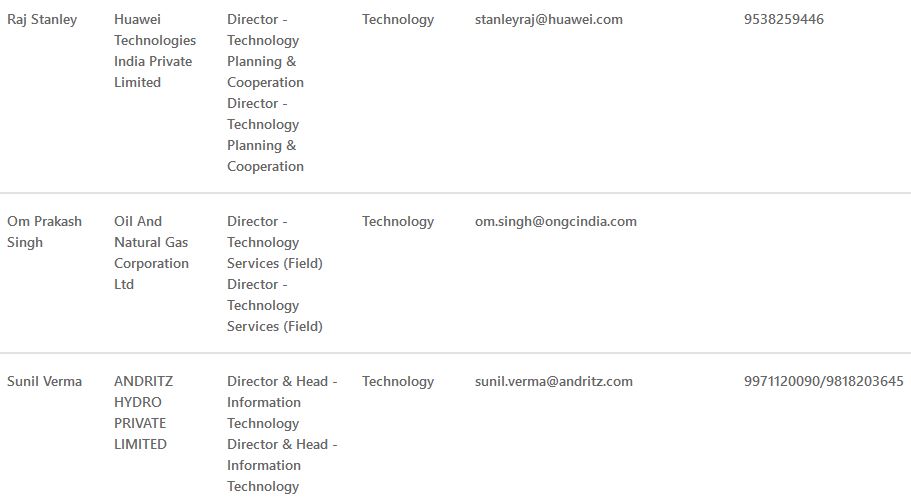 Raj Stanley Huawei Director - Technology stanleyraj@huawei.com 9538259446
Technologies Technology
India Private Planning &
Limited Cooperation
Director -
Technology
Planning &
Cooperation
Om Prakash Oil And Director - Technology om.singh@ongcindia.com
Singh Natural Gas Technology
Corporation Services (Field)
Ltd Director -
Technology
Services (Field)
Sunil Verma ANDRITZ Director & Head - Technology sunil.verma@andritz.com 9971120090/9818203645
HYDRO Information
PRIVATE Technology
LIMITED Director & Head -
Information
Technology